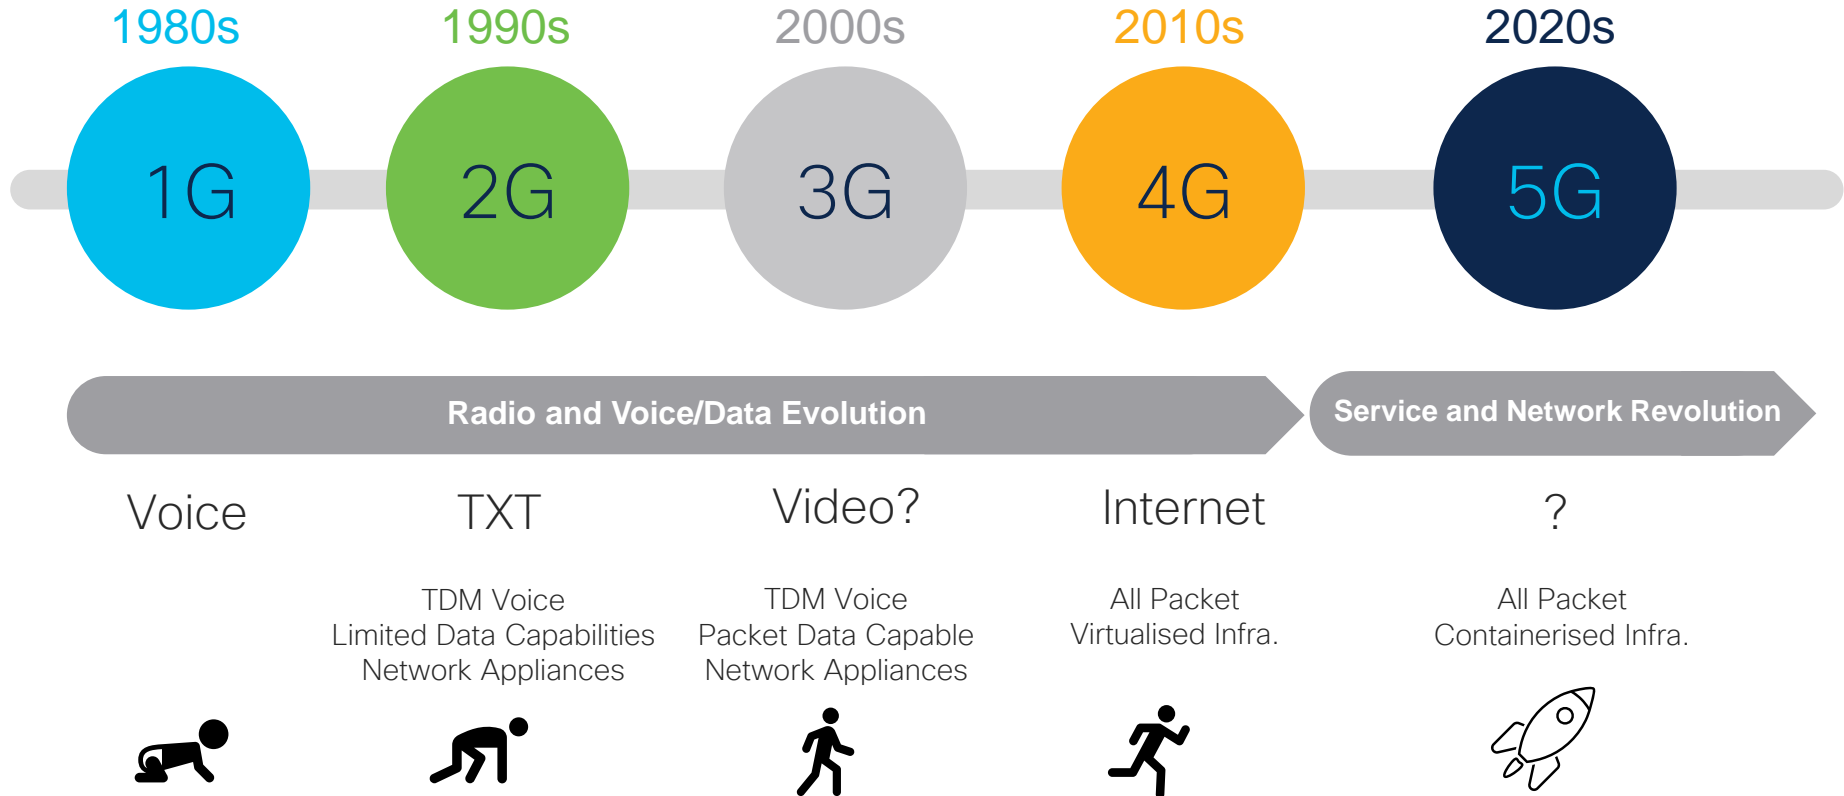 1980s
1990s
2000s
2010s
2020s
1G
2G
3G
4G
5G
Radio and Voice/Data Evolution
Service and Network Revolution
Voice
TXT
Video?
Internet
?
TDM Voice
Limited Data Capabilities
Network Appliances
TDM Voice
Packet Data Capable
Network Appliances
All Packet
Virtualised Infra.
All Packet
Containerised Infra.